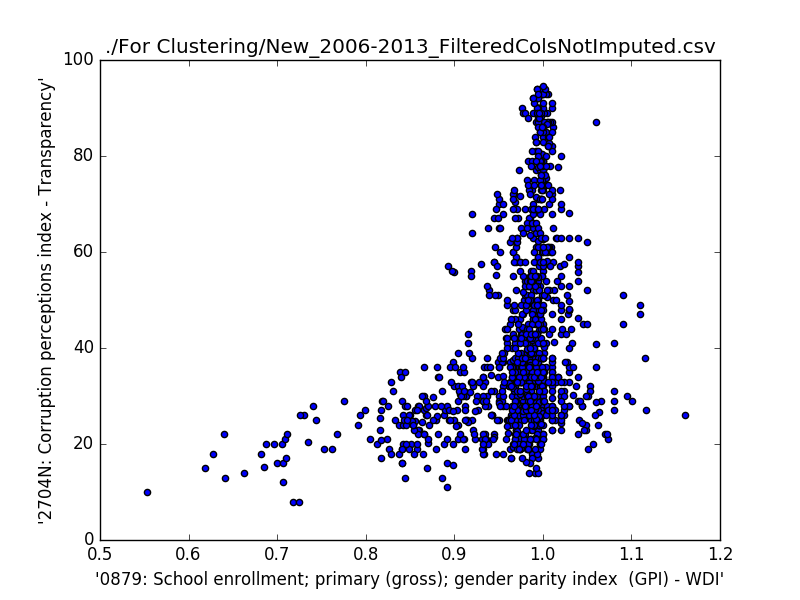 ./For Clustering/New_2006-2013_FilteredColsNotImputed.csv
100
80
60
40
20
0
'2704N: Corruption perceptions index - Transparency'
0.5 0.6 0.7 0.8 0.9 1.0 1.1 1.2
'0879: School enrollment; primary (gross); gender parity index  (GPI) - WDI'